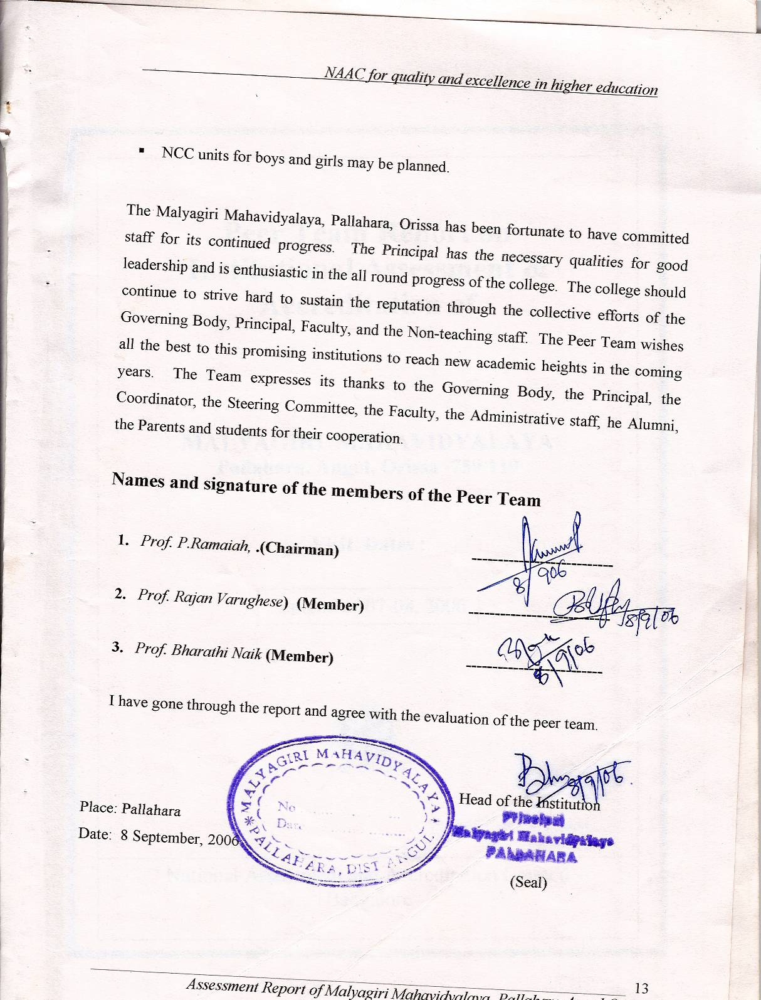 NAAC for quality and excellence in higher education
▪ NCC units for boys and girls may be planned.
The Malyagiri Mahavidyalaya, Pallahara, Orissa has been fortunate to have committed
staff for its continued progress. The Principal has the necessary qualities for good
leadership and is enthusiastic in the all round progress of the college. The college should
continue to strive hard to sustain the reputation through the collective efforts of the
Governing Body, Principal, Faculty, and the Non-teaching staff. The Peer Team wishes
all the best to this promising institutions to reach new academic heights in the coming
years. The Team expresses its thanks to the Governing Body, the Principal, the
Coordinator, the Steering Committee, the Faculty, the Administrative staff, he Alumni,
the Parents and students for their cooperation.
Names and signature of the members of the Peer Team
1. Prof. P.Ramaiah, .(Chairman)
8/906
2. Prof. Rajan Varughese) (Member)
8/9/06
3. Prof. Bharathi Naik (Member)
8/9/06
I have gone through the report and agree with the evaluation of the peer team.
MALYAGIRI MAHAVIDYALAYA
No
Date
PALLAHARA, DIST ANGUL
8/9/06
Head of the Institution
Principal
Malyagiri Mahavidyalaya
PALLAHARA
Place: Pallahara
Date: 8 September, 2006
(Seal)
Assessment Report of Malyagiri Mahavidyalaya, Pallahara
13